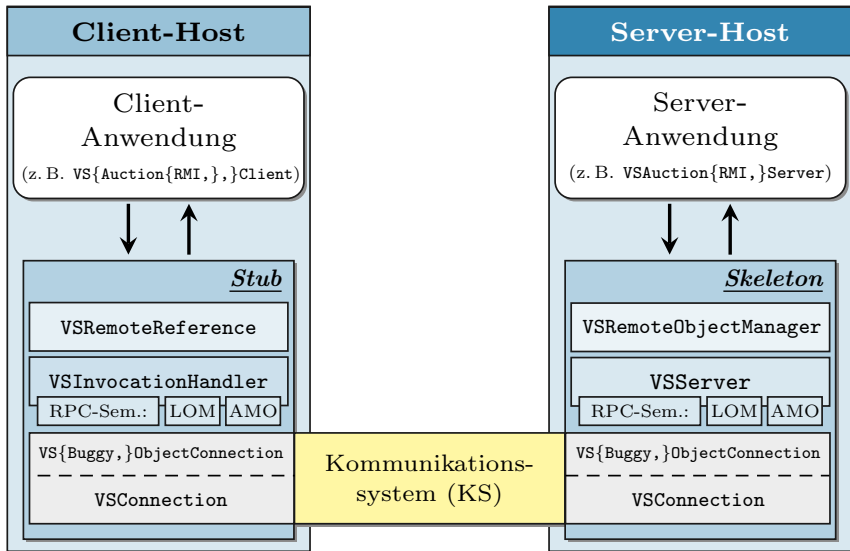 Client-Host
Client-
Anwendung
(z. B. VS{Auction{RMI,},}Client)
Stub
VSRemoteReference
VSInvocationHandler
RPC-Sem.: LOM AMO
VS{Buggy,}ObjectConnection
VSConnection
Kommunikations-
system (KS)
Server-Host
Server-
Anwendung
(z. B. VSAuction{RMI,}Server)
Skeleton
VSRemoteObjectManager
VSServer
RPC-Sem.: LOM AMO
VS{Buggy,}ObjectConnection
VSConnection